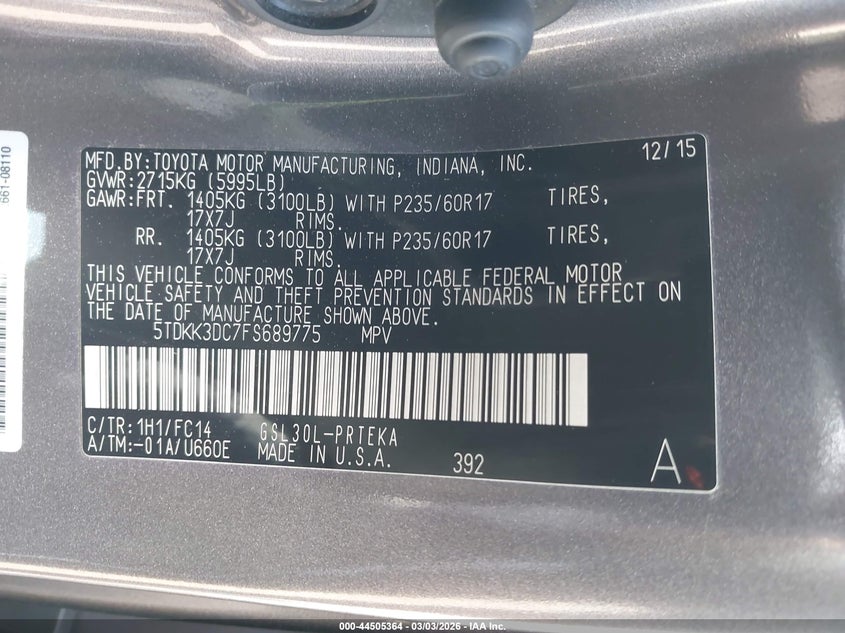 661-08110
MFD.BY:TOYOTA MOTOR MANUFACTURING, INDIANA, INC. 12/15
GVWR:2715KG (5995LB)
GAWR:FRT. 1405KG (3100LB) WITH P235/60R17 TIRES,
17X7J RIMS.
RR. 1405KG (3100LB) WITH P235/60R17 TIRES,
17X7J RIMS.
THIS VEHICLE CONFORMS TO ALL APPLICABLE FEDERAL MOTOR
VEHICLE SAFETY AND THEFT PREVENTION STANDARDS IN EFFECT ON
THE DATE OF MANUFACTURE SHOWN ABOVE.
5TDKK3DC7FS689775 MPV
C/TR:1H1/FC14 GSL30L-PRTEKA
A/TM:-01A/U660E MADE IN U.S.A. 392 A
000-44505364 - 03/03/2026 - IAA Inc.